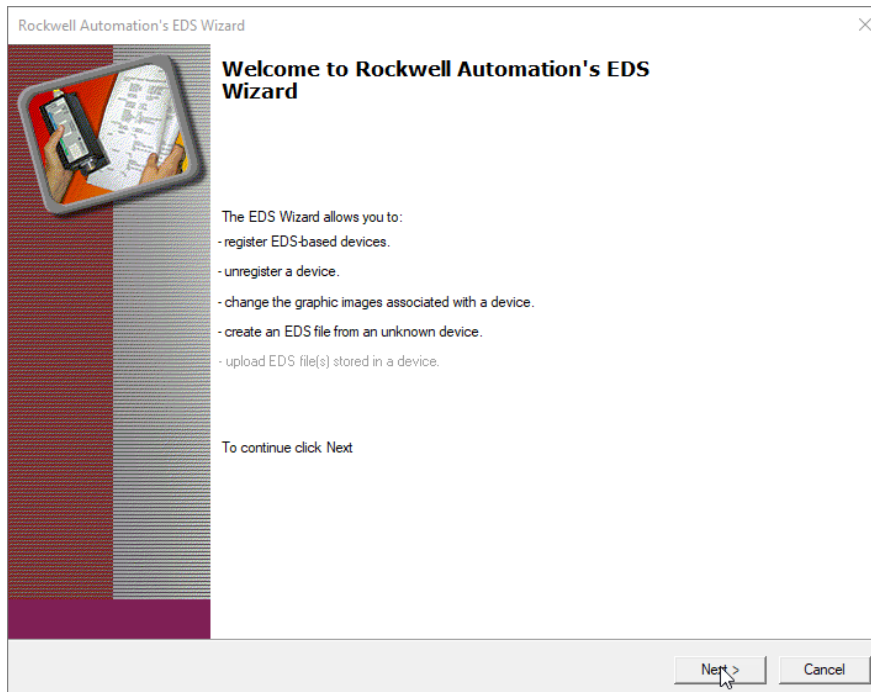 Rockwell Automation's EDS Wizard
Welcome to Rockwell Automation's EDS
Wizard
The EDS Wizard allows you to:
- register EDS-based devices.
- unregister a device.
- change the graphic images associated with a device.
- create an EDS file from an unknown device.
- upload EDS file(s) stored in a device.
To continue click Next
Next > Cancel